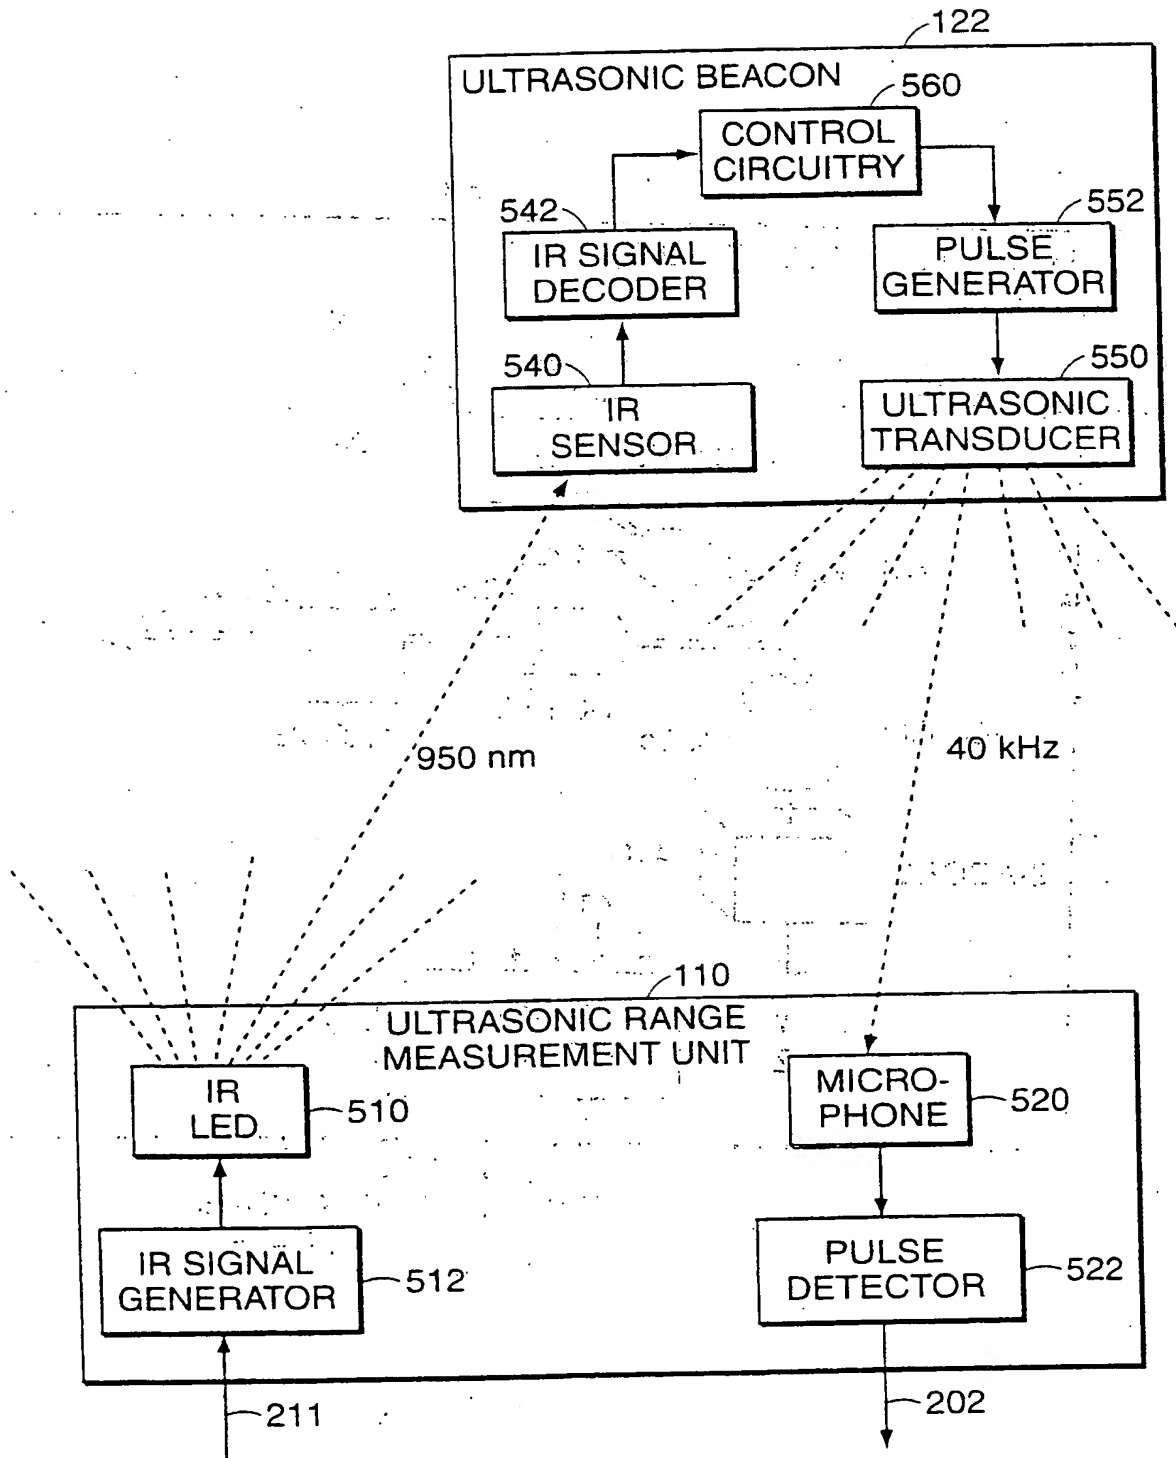 122
ULTRASONIC BEACON
560
CONTROL
CIRCUITRY
542
552
IR SIGNAL
DECODER
PULSE
GENERATOR
540
550
IR
SENSOR
ULTRASONIC
TRANSDUCER
950 nm
40 kHz
110
ULTRASONIC RANGE
MEASUREMENT UNIT
IR
LED
510
MICRO-
PHONE
520
IR SIGNAL
GENERATOR
512
PULSE
DETECTOR
522
211
202